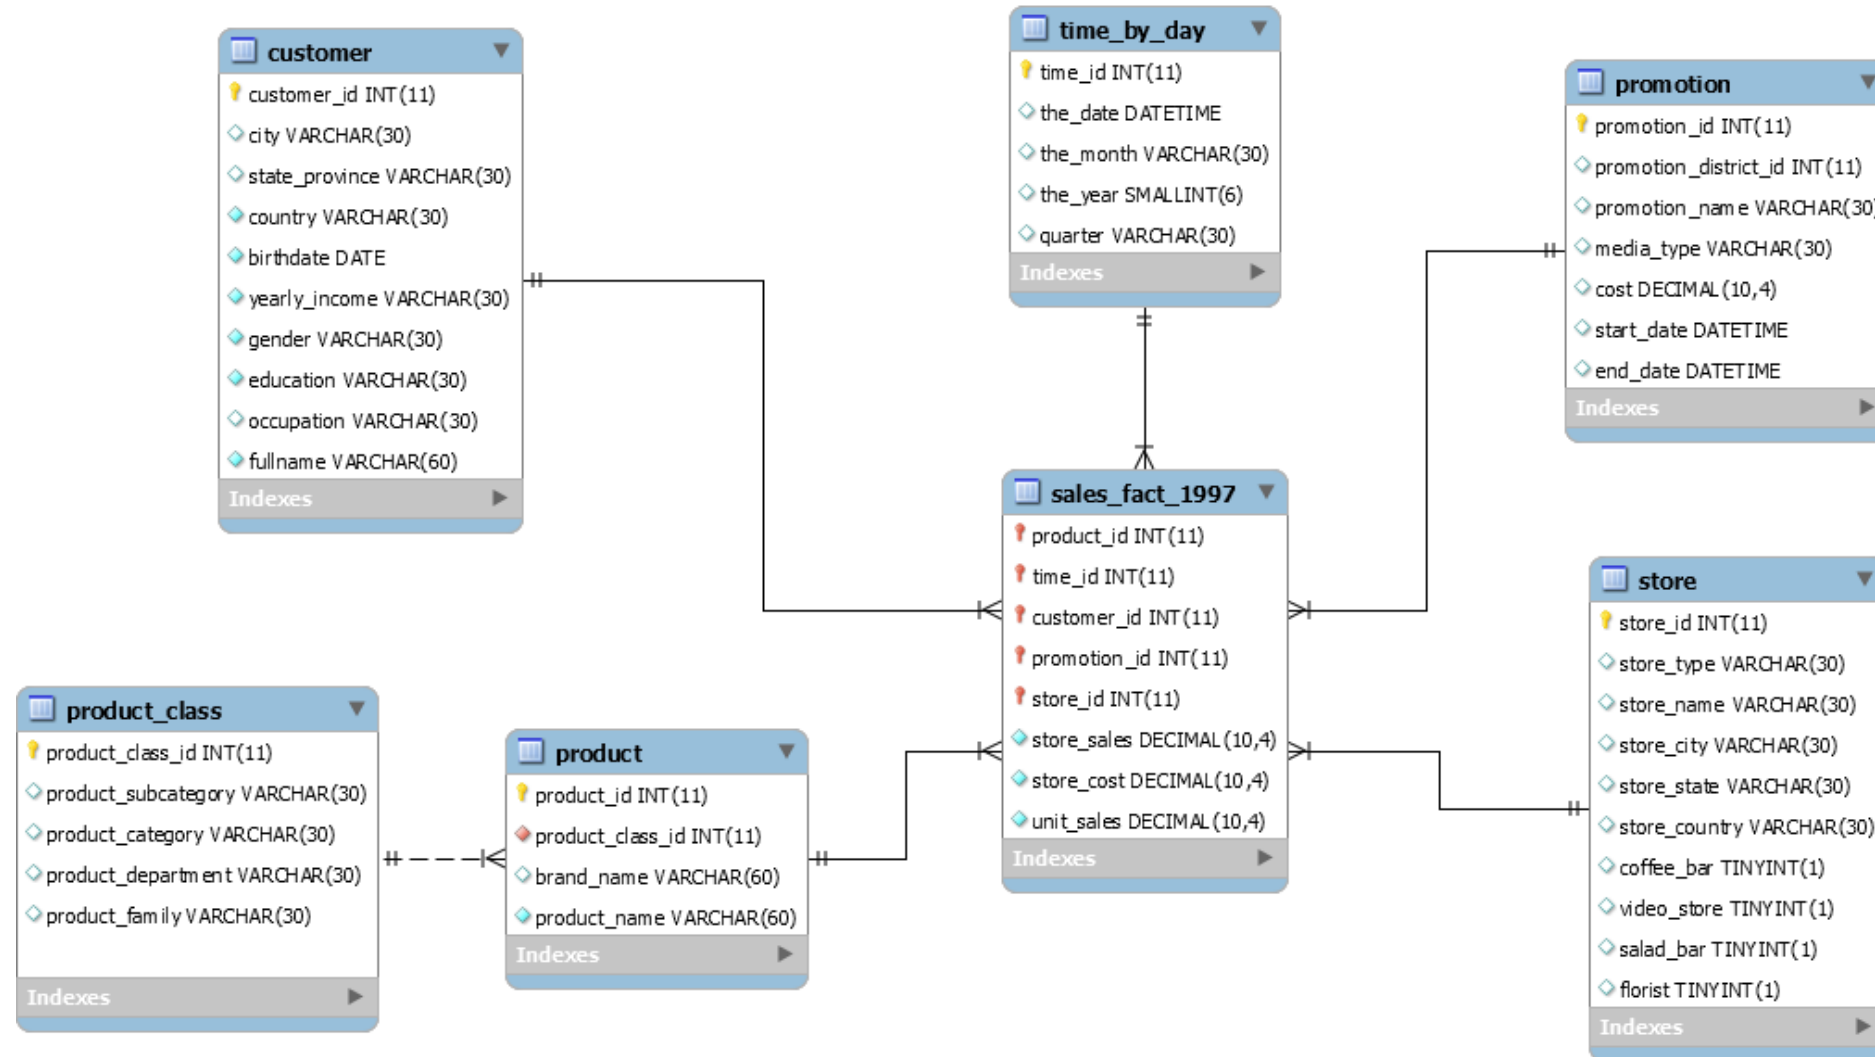 customer
customer_id INT(11)
city VARCHAR(30)
state_province VARCHAR(30)
country VARCHAR(30)
birthdate DATE
yearly_income VARCHAR(30)
gender VARCHAR(30)
education VARCHAR(30)
occupation VARCHAR(30)
fullname VARCHAR(60)
Indexes
time_by_day
time_id INT(11)
the_date DATETIME
the_month VARCHAR(30)
the_year SMALLINT(6)
quarter VARCHAR(30)
Indexes
promotion
promotion_id INT(11)
promotion_district_id INT(11)
promotion_name VARCHAR(30)
media_type VARCHAR(30)
cost DECIMAL(10,4)
start_date DATETIME
end_date DATETIME
Indexes
sales_fact_1997
product_id INT(11)
time_id INT(11)
customer_id INT(11)
promotion_id INT(11)
store_id INT(11)
store_sales DECIMAL(10,4)
store_cost DECIMAL(10,4)
unit_sales DECIMAL(10,4)
Indexes
store
store_id INT(11)
store_type VARCHAR(30)
store_name VARCHAR(30)
store_city VARCHAR(30)
store_state VARCHAR(30)
store_country VARCHAR(30)
coffee_bar TINYINT(1)
video_store TINYINT(1)
salad_bar TINYINT(1)
florist TINYINT(1)
Indexes
product_class
product_class_id INT(11)
product_subcategory VARCHAR(30)
product_category VARCHAR(30)
product_department VARCHAR(30)
product_family VARCHAR(30)
Indexes
product
product_id INT(11)
product_class_id INT(11)
brand_name VARCHAR(60)
product_name VARCHAR(60)
Indexes